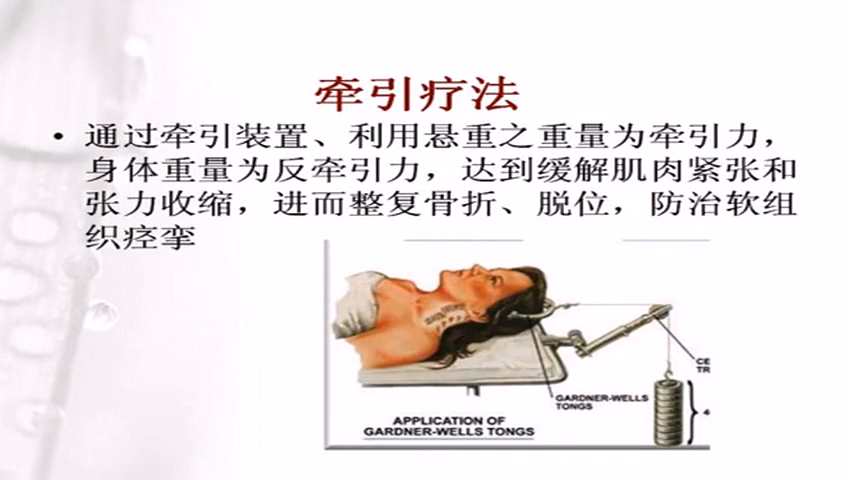 牵引疗法
• 通过牵引装置、利用悬重之重量为牵引力，
身体重量为反牵引力，达到缓解肌肉紧张和
张力收缩，进而整复骨折、脱位，防治软组
织痉挛
CE
TR
GARDNER-WELLS
TONGS
4
APPLICATION OF
GARDNER-WELLS TONGS